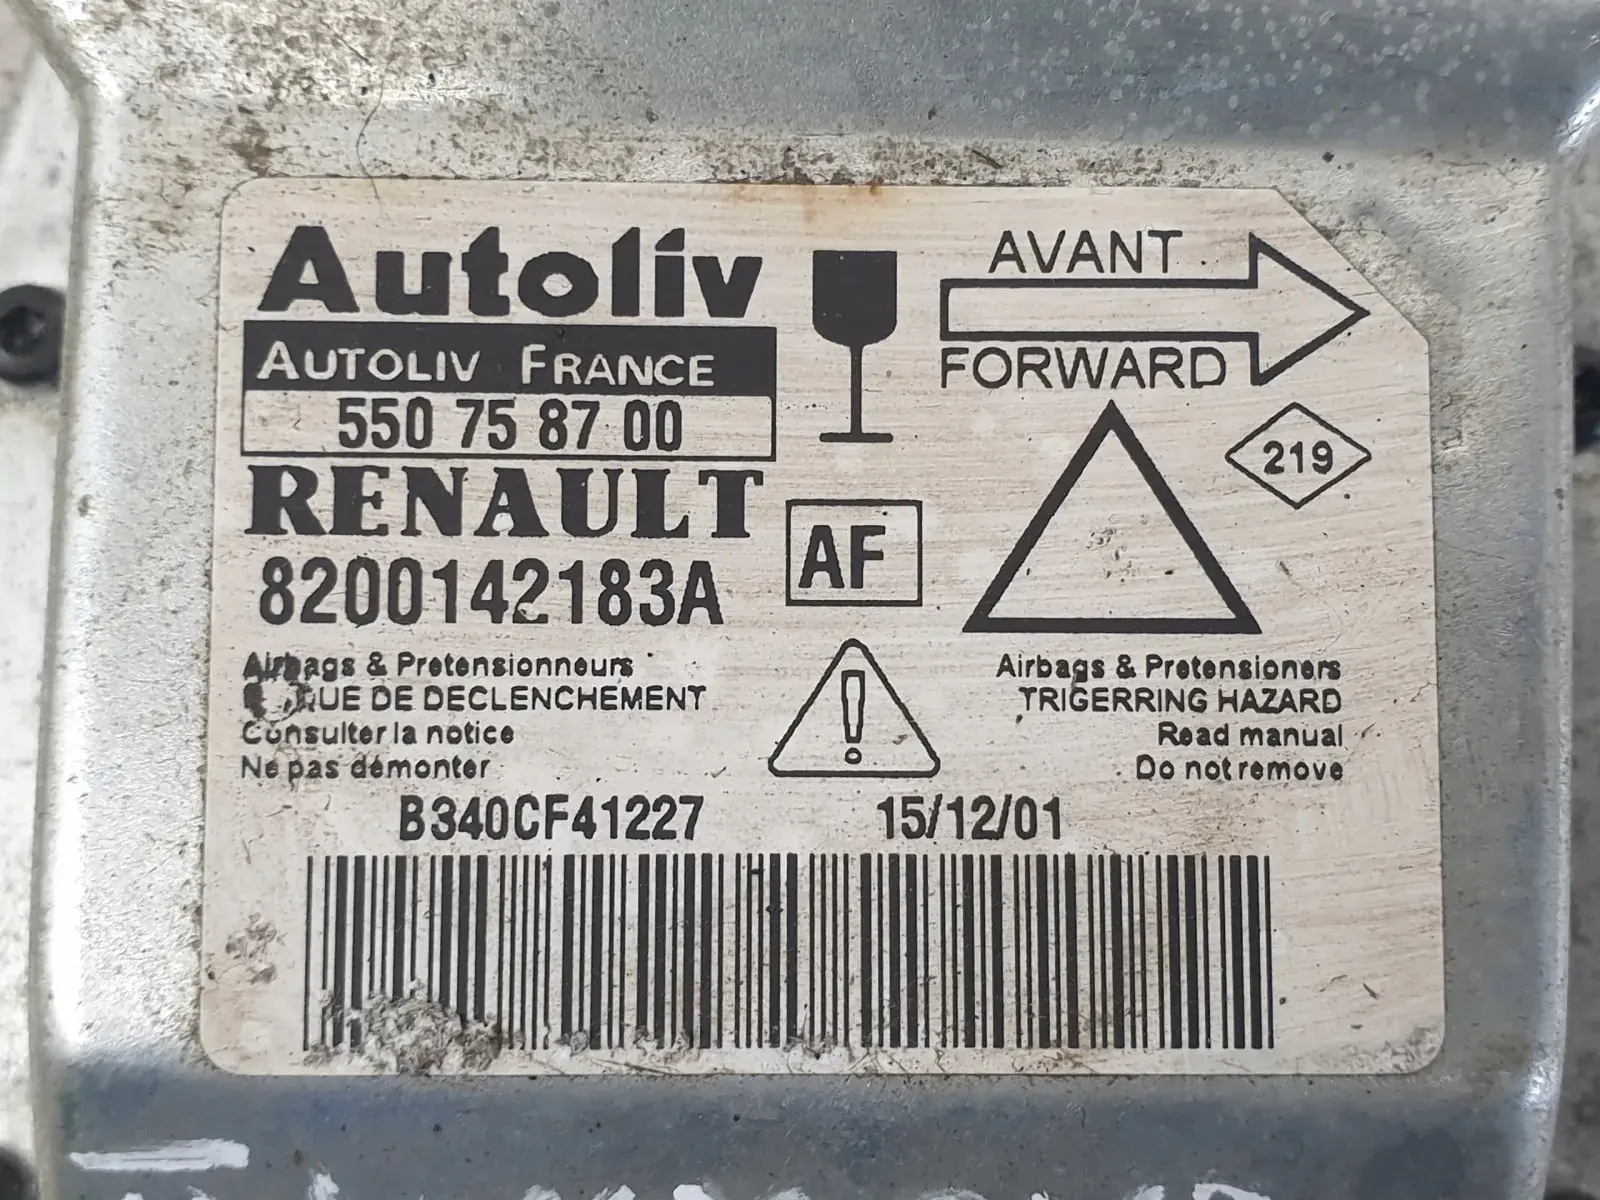 Autoliv
AUTOLIV FRANCE
550 75 87 00
RENAULT
8200142183A
AVANT
FORWARD
219
AF
Airbags & Pretensionneurs
DE DECLENCHEMENT
Consulter la notice
Ne pas démonter
Airbags & Pretensioners
TRIGERRING HAZARD
Read manual
Do not remove
B340CF41227
15/12/01